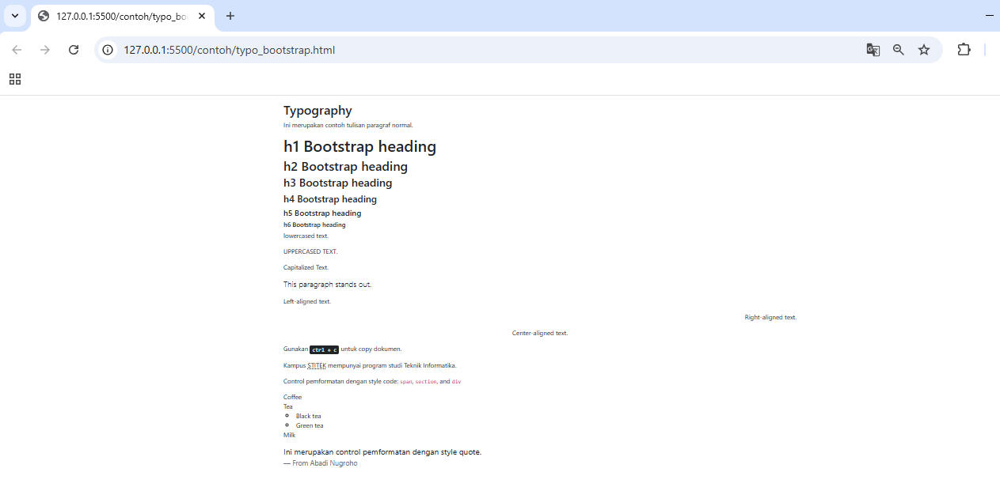 127.0.0.1:5500/contoh/typo_bo
127.0.0.1:5500/contoh/typo_bootstrap.html
Typography
Ini merupakan contoh tulisan paragraf normal.
h1 Bootstrap heading
h2 Bootstrap heading
h3 Bootstrap heading
h4 Bootstrap heading
h5 Bootstrap heading
h6 Bootstrap heading
lowercased text.
UPPERCASED TEXT.
Capitalized Text.
This paragraph stands out.
Left-aligned text.
Right-aligned text.
Center-aligned text.
Gunakan ctrl + c untuk copy dokumen.
Kampus STITEK mempunyai program studi Teknik Informatika.
Control pemformatan dengan style code: span, section, and div
Coffee
Tea
Black tea
Green tea
Milk
Ini merupakan control pemformatan dengan style quote.
— From Abadi Nugroho